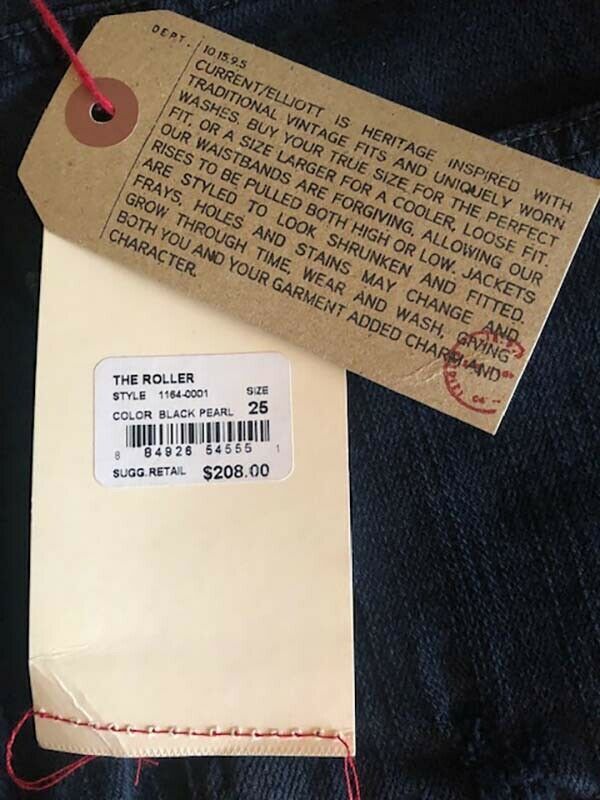 DEPT. 101595
CURRENT/ELLIOTT IS HERITAGE INSPIRED WITH
TRADITIONAL VINTAGE FITS AND UNIQUELY WORN
WASHES. BUY YOUR TRUE SIZE FOR THE PERFECT
FIT, OR A SIZE LARGER FOR A COOLER, LOOSE FIT.
OUR WAISTBANDS ARE FORGIVING, ALLOWING OUR
RISES TO BE PULLED BOTH HIGH OR LOW. JACKETS
ARE STYLED TO LOOK SHRUNKEN AND FITTED.
FRAYS, HOLES AND STAINS MAY CHANGE AND
GROW THROUGH TIME, WEAR AND WASH, GIVING
BOTH YOU AND YOUR GARMENT ADDED CHARM AND
CHARACTER.
THE ROLLER
STYLE 1164-0001 SIZE
COLOR BLACK PEARL 25
8 84926 54555 1
SUGG.RETAIL $208.00